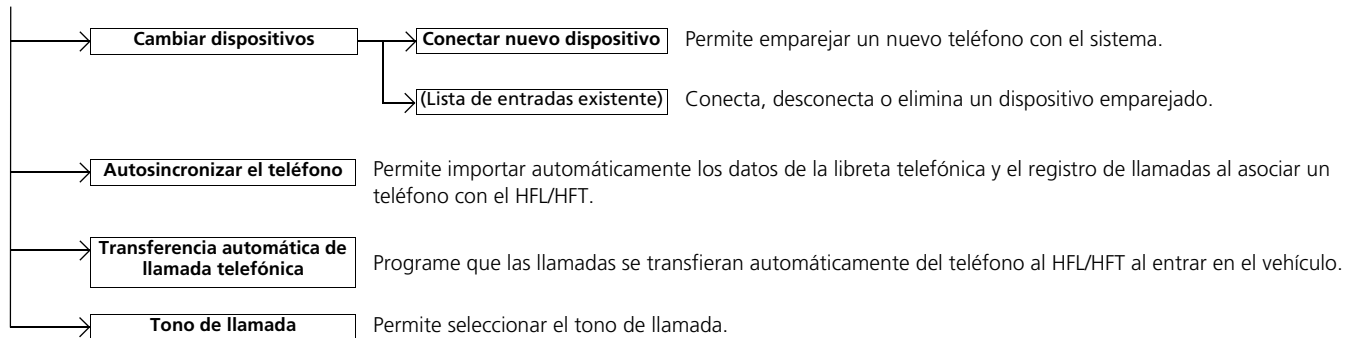 Cambiar dispositivos
Conectar nuevo dispositivo
Permite emparejar un nuevo teléfono con el sistema.
(Lista de entradas existente)
Conecta, desconecta o elimina un dispositivo emparejado.
Autosincronizar el teléfono
Permite importar automáticamente los datos de la libreta telefónica y el registro de llamadas al asociar un
teléfono con el HFL/HFT.
Transferencia automática de
llamada telefónica
Programe que las llamadas se transfieran automáticamente del teléfono al HFL/HFT al entrar en el vehículo.
Tono de llamada
Permite seleccionar el tono de llamada.